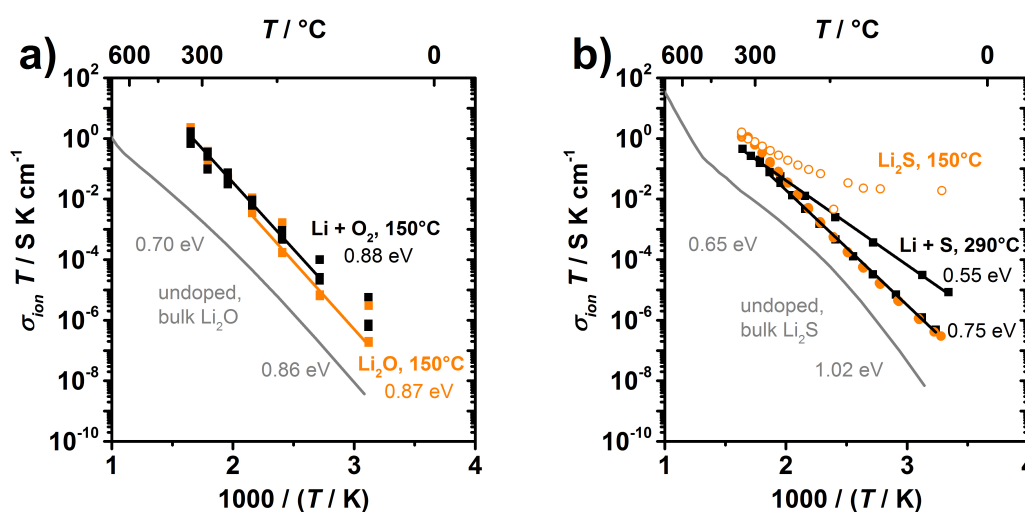 a)
T / °C
600 300 0
10² 
10⁰
10⁻²
10⁻⁴
10⁻⁶
10⁻⁸
10⁻¹⁰
σion T / S K cm⁻¹
Li + O₂, 150°C
0.88 eV
0.70 eV
undoped,
bulk Li₂O
0.86 eV
Li₂O, 150°C
0.87 eV
1 2 3 4
1000 / (T / K)
b)
T / °C
600 300 0
10²
10⁰
10⁻²
10⁻⁴
10⁻⁶
10⁻⁸
10⁻¹⁰
σion T / S K cm⁻¹
Li₂S, 150°C
Li + S, 290°C
0.55 eV
0.65 eV
0.75 eV
undoped,
bulk Li₂S
1.02 eV
1 2 3 4
1000 / (T / K)